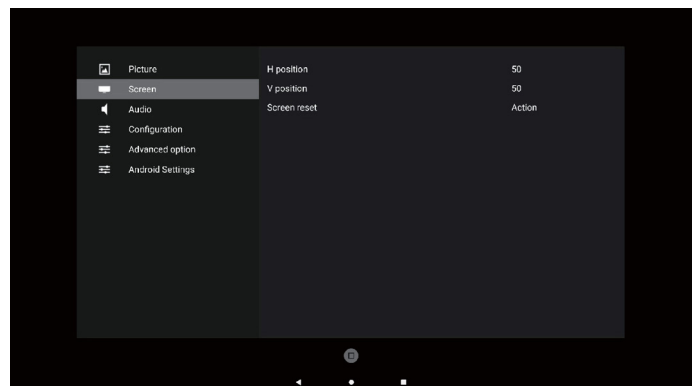 Picture
Screen
Audio
Configuration
Advanced option
Android Settings
H position 50
V position 50
Screen reset Action